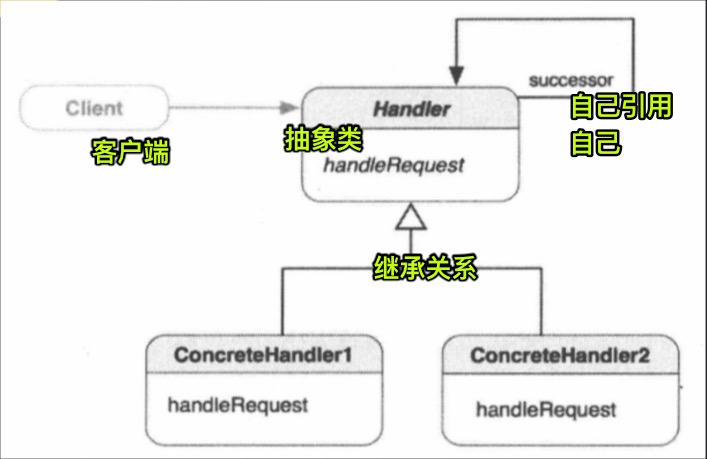 successor
自己引用
自己
Client
客户端
Handler
抽象类
handleRequest
继承关系
ConcreteHandler1
handleRequest
ConcreteHandler2
handleRequest